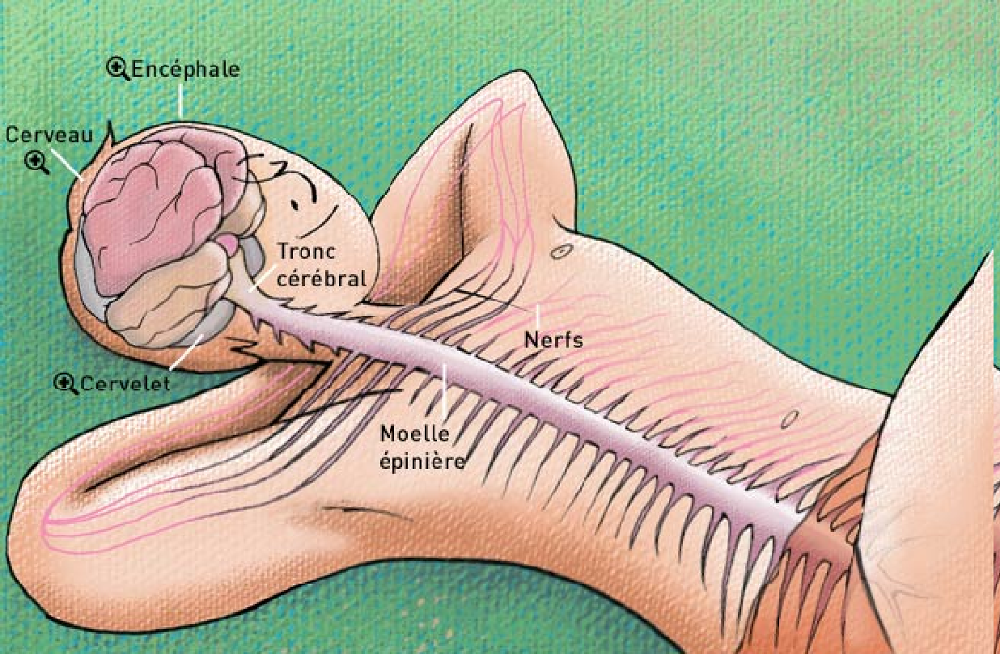 Encéphale
Cerveau
Tronc
cérébral
Nerfs
Cervelet
Moelle
épinière